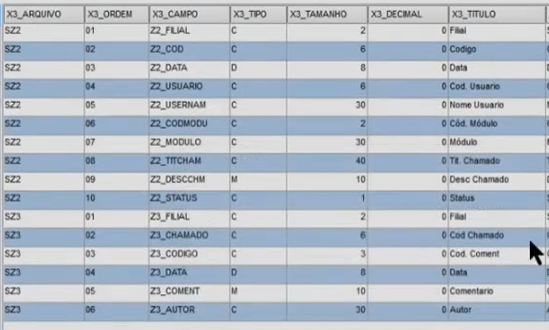 X3_ARQUIVO X3_ORDEM X3_CAMPO X3_TIPO X3_TAMANHO X3_DECIMAL X3_TITULO
SZ2 01 Z2_FILIAL C 2 0 Filial
SZ2 02 Z2_COD C 6 0 Codigo
SZ2 03 Z2_DATA D 8 0 Data
SZ2 04 Z2_USUARIO C 6 0 Cod. Usuario
SZ2 05 Z2_USERNAM C 30 0 Nome Usuario
SZ2 06 Z2_CODMODU C 2 0 Cód. Módulo
SZ2 07 Z2_MODULO C 30 0 Módulo
SZ2 08 Z2_TITCHAM C 40 0 Tit. Chamado
SZ2 09 Z2_DESCCHM M 10 0 Desc Chamado
SZ2 10 Z2_STATUS C 1 0 Status
SZ3 01 Z3_FILIAL C 2 0 Filial
SZ3 02 Z3_CHAMADO C 6 0 Cod Chamado
SZ3 03 Z3_CODIGO C 3 0 Cod. Coment
SZ3 04 Z3_DATA D 8 0 Data
SZ3 05 Z3_COMENT M 10 0 Comentario
SZ3 06 Z3_AUTOR C 30 0 Autor